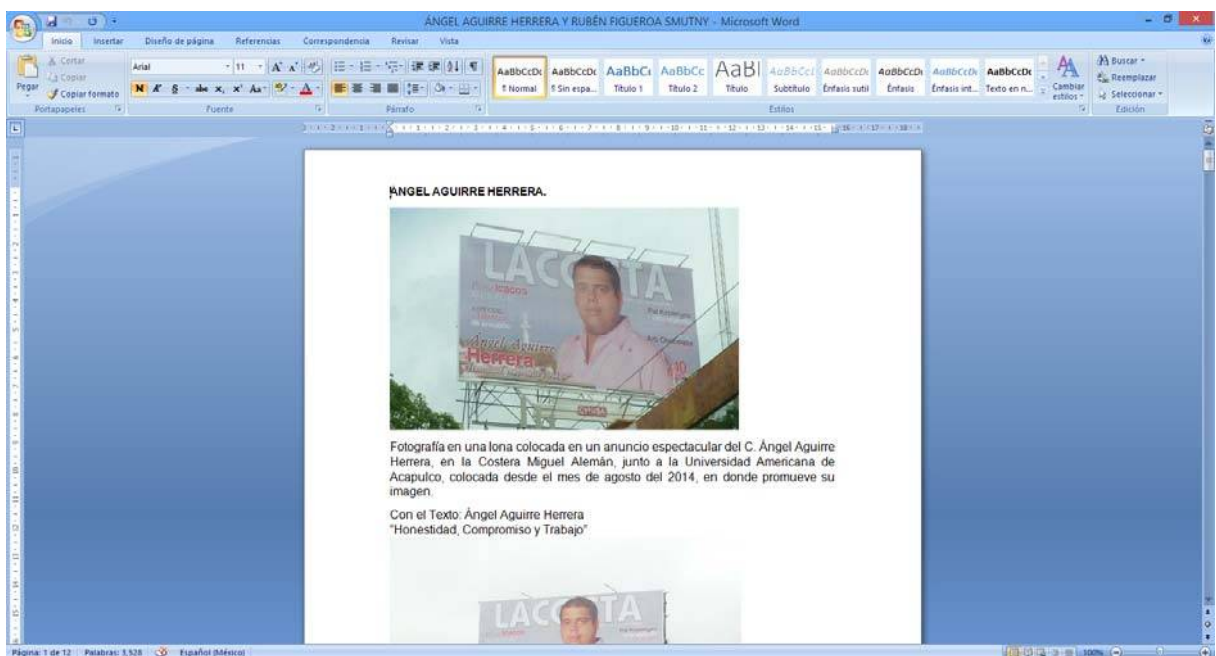 ÁNGEL AGUIRRE HERRERA Y RUBÉN FIGUEROA SMUTNY - Microsoft Word
Inicio Insertar Diseño de página Referencias Correspondencia Revisar Vista
Cortar
Copiar
Copiar formato
Pegar
Portapapeles
Arial 11
N K S abc x, x² Aa
Fuente
Párrafo
AaBbCcDc AaBbCcDc AaBbCc AaBbCc AaBl AaBbCcI AaBbCcDc AaBbCcDc AaBbCcDc AaBbCcDc
¶ Normal ¶ Sin espa... Título 1 Título 2 Título Subtítulo Énfasis sutil Énfasis Énfasis int... Texto en n...
Estilos
Cambiar estilos
Buscar
Reemplazar
Seleccionar
Edición
ÁNGEL AGUIRRE HERRERA.
LACOSTA
Ángel Aguirre
Herrera
Fotografía en una lona colocada en un anuncio espectacular del C. Ángel Aguirre
Herrera, en la Costera Miguel Alemán, junto a la Universidad Americana de
Acapulco, colocada desde el mes de agosto del 2014, en donde promueve su
imagen.
Con el Texto: Ángel Aguirre Herrera
"Honestidad, Compromiso y Trabajo"
LACOSTA
Página: 1 de 12 Palabras: 1,528 Español (México) 100%